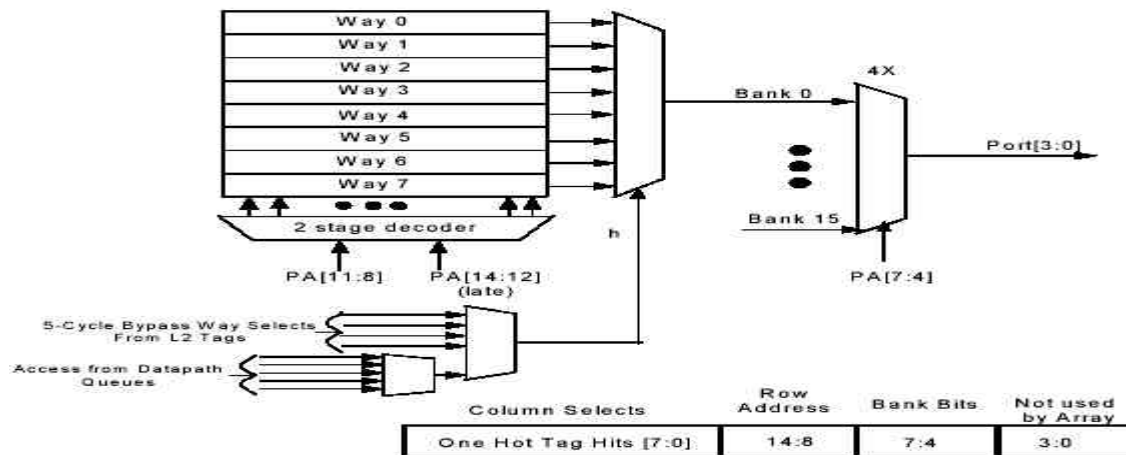 Way 0
Way 1
Way 2
Way 3
Way 4
Way 5
Way 6
Way 7
2 stage decoder
PA[11:8]
PA[14:12]
(late)
h
Bank 0
Bank 15
4X
Port[3:0]
PA[7:4]
5-Cycle Bypass Way Selects
From L2 Tags
Access from Datapath
Queues
Column Selects
Row
Address
Bank Bits
Not used
by Array
One Hot Tag Hits [7:0]
14:8
7:4
3:0